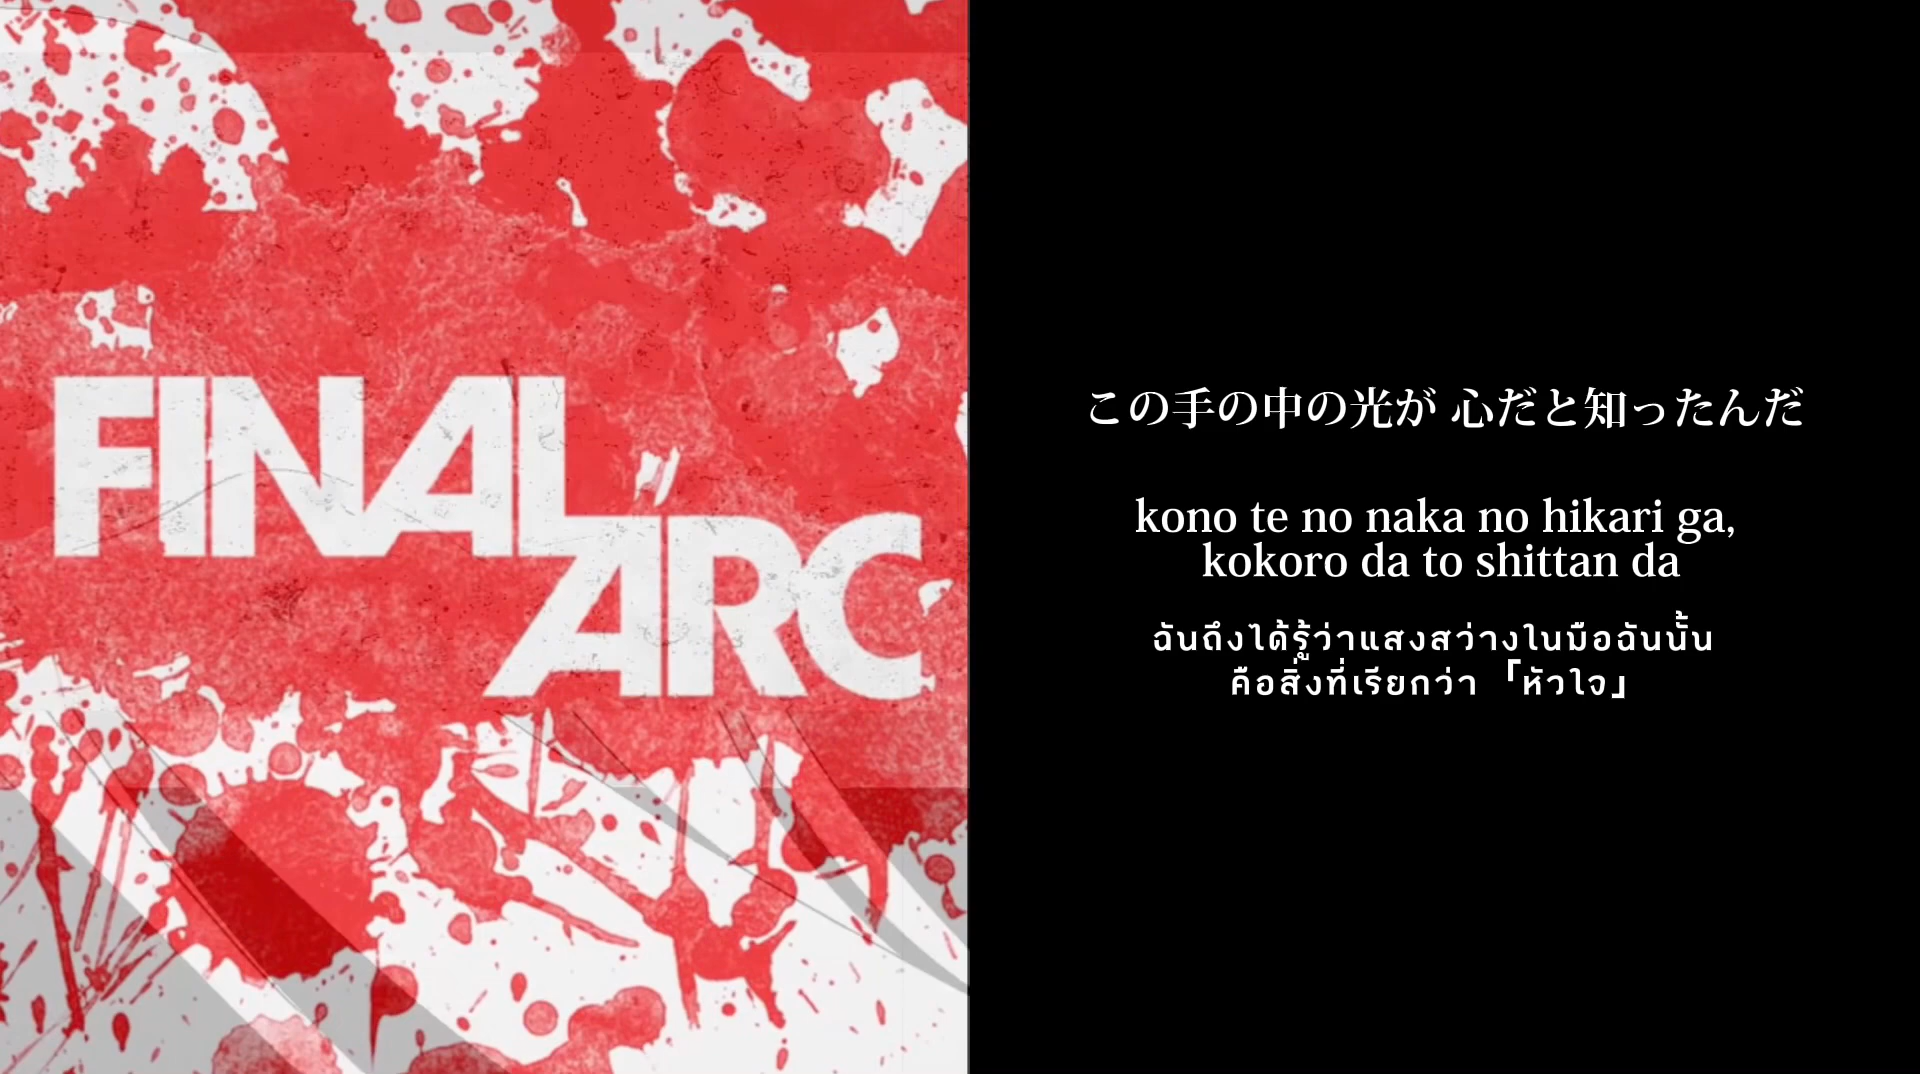 FINAL
ARC
この手の中の光が 心だと知ったんだ
kono te no naka no hikari ga,
kokoro da to shittan da
ฉันถึงได้รู้ว่าแสงสว่างในมือฉันนั้น
คือสิ่งที่เรียกว่า「หัวใจ」